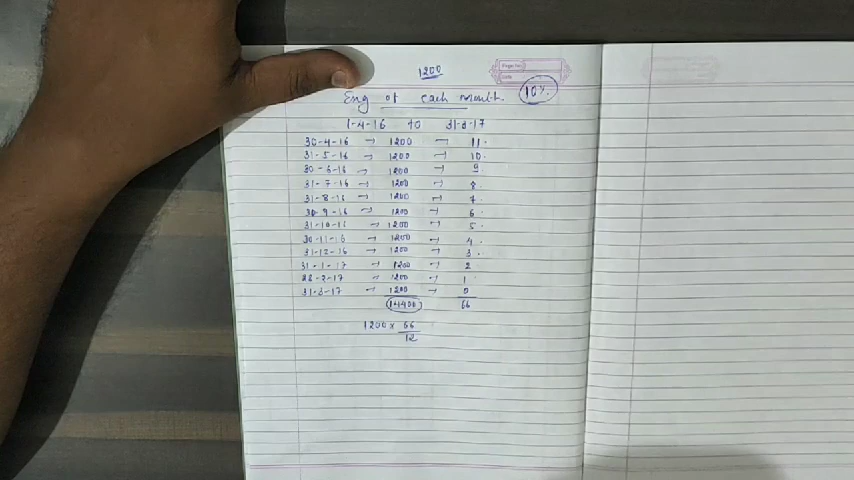 1200
Page No.
Date
Eng of each month.
10%
1-4-16 to 31-3-17
30-4-16 → 1200 → 11.
31-5-16 → 1200 → 10.
30-6-16 → 1200 → 9
31-7-16 → 1200 → 8.
31-8-16 → 1200 → 7.
30-9-16 → 1200 → 6.
31-10-16 → 1200 → 5.
30-11-16 → 1200 → 4.
31-12-16 → 1200 → 3.
31-1-17 → 1200 → 2
28-2-17 → 1200 → 1
31-3-17 → 1200 → 0
14400 66
1200 × 66
12